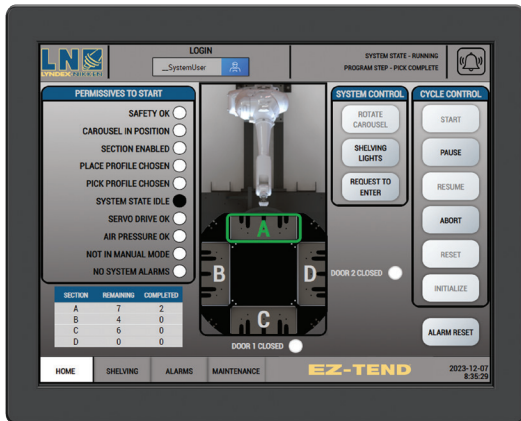 LN
LYNDEX NIKKEN
LOGIN
__SystemUser
SYSTEM STATE - RUNNING
PROGRAM STEP - PICK COMPLETE
PERMISSIVES TO START
SAFETY OK
CAROUSEL IN POSITION
SECTION ENABLED
PLACE PROFILE CHOSEN
PICK PROFILE CHOSEN
SYSTEM STATE IDLE
SERVO DRIVE OK
AIR PRESSURE OK
NOT IN MANUAL MODE
NO SYSTEM ALARMS
SECTION REMAINING COMPLETED
A 7 2
B 4 0
C 6 0
D 0 0
A
B
D
C
DOOR 2 CLOSED
DOOR 1 CLOSED
SYSTEM CONTROL
ROTATE
CAROUSEL
SHELVING
LIGHTS
REQUEST TO
ENTER
CYCLE CONTROL
START
PAUSE
RESUME
ABORT
RESET
INITIALIZE
ALARM RESET
HOME SHELVING ALARMS MAINTENANCE
EZ-TEND
2023-12-07
8:35:29